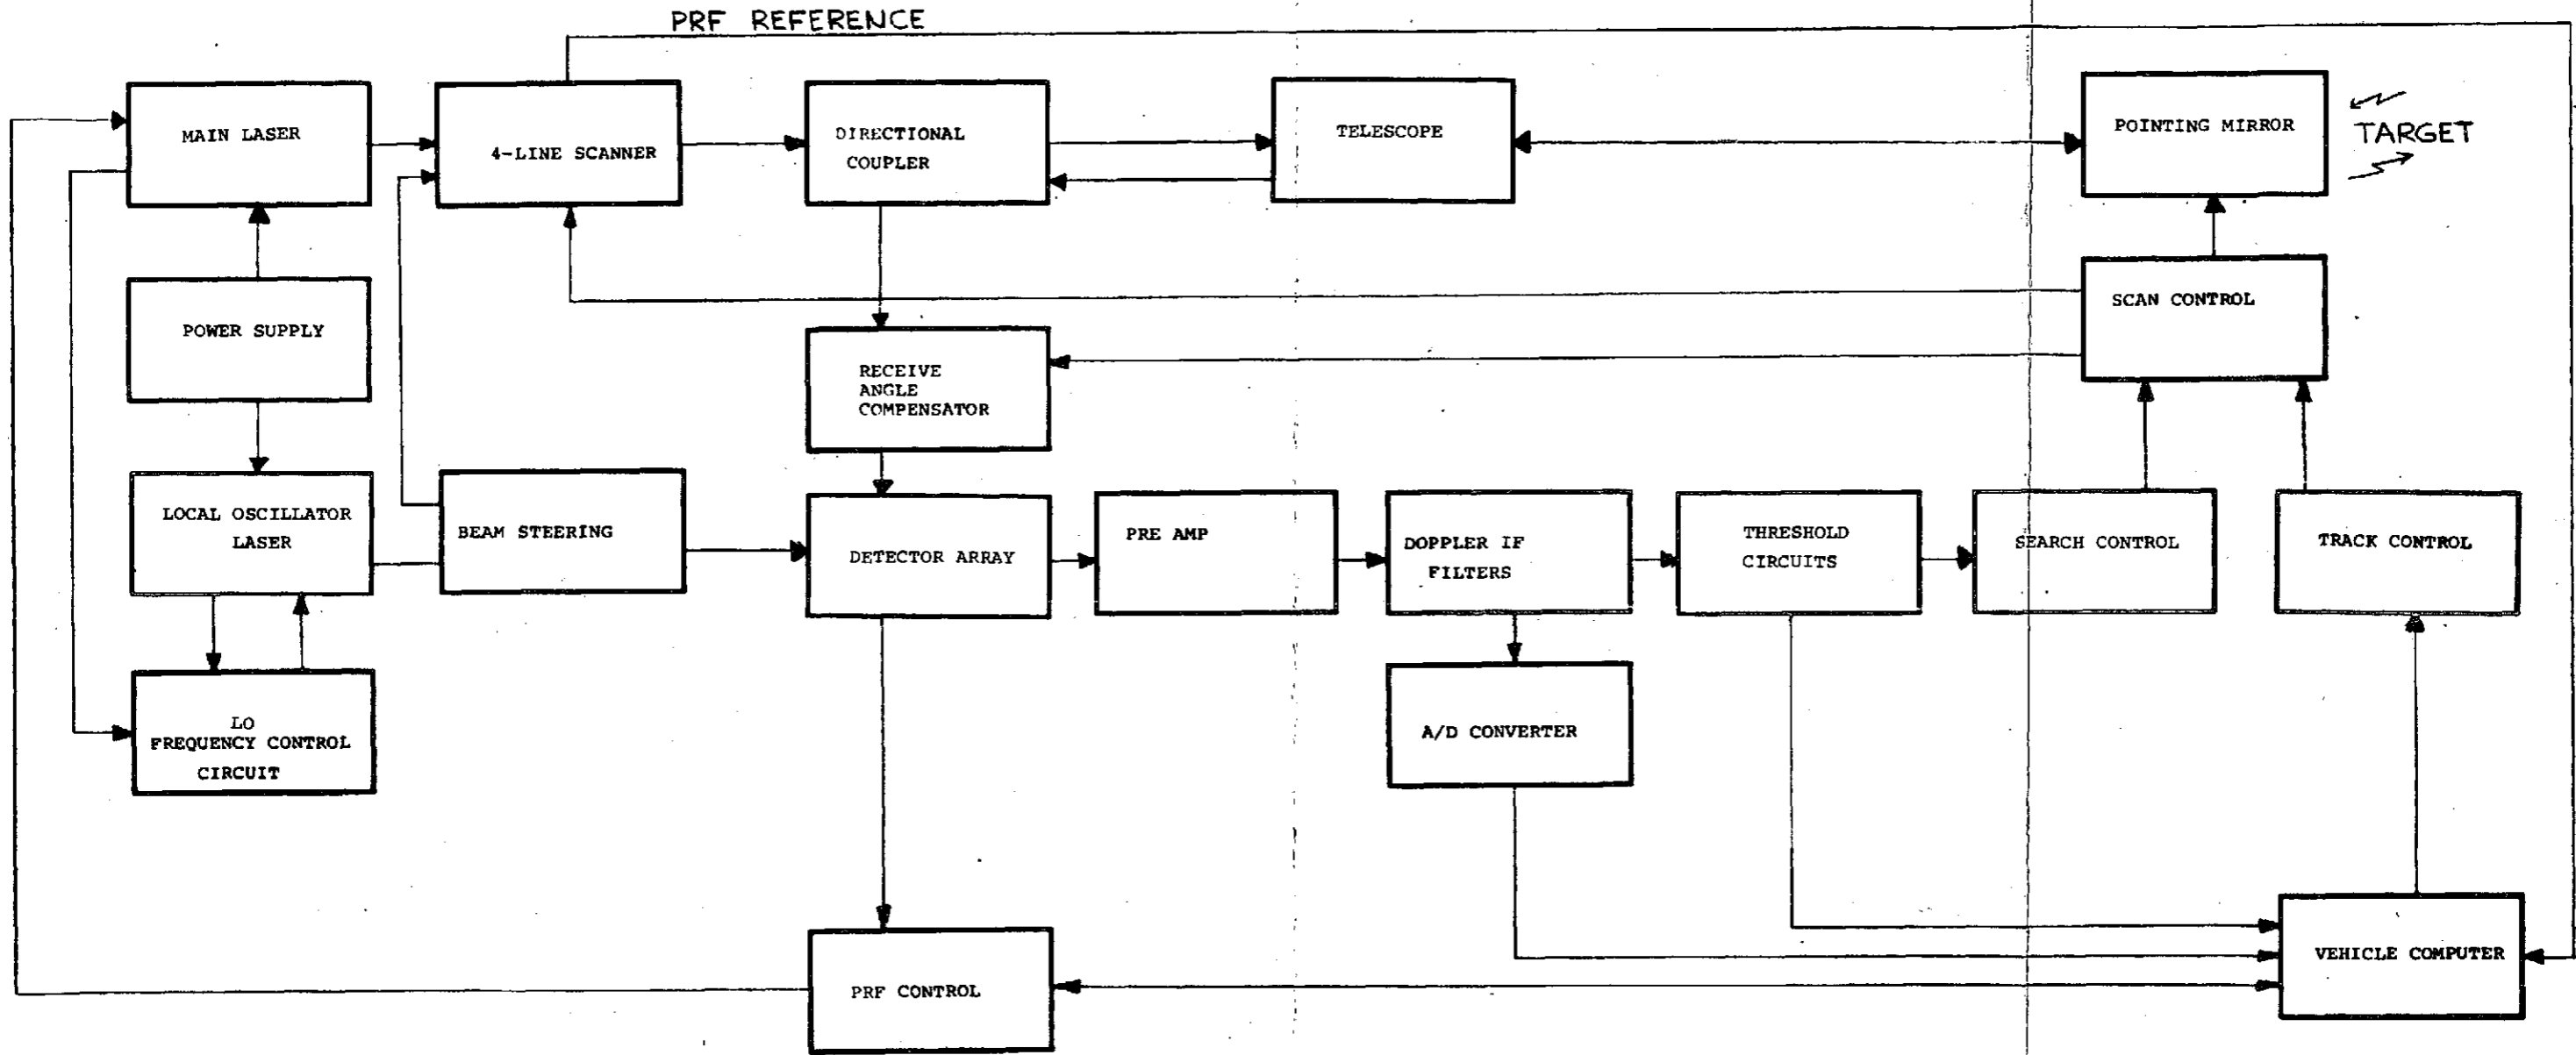 PRF REFERENCE
MAIN LASER
4-LINE SCANNER
DIRECTIONAL
COUPLER
TELESCOPE
POINTING MIRROR
TARGET
POWER SUPPLY
RECEIVE
ANGLE
COMPENSATOR
SCAN CONTROL
LOCAL OSCILLATOR
LASER
BEAM STEERING
DETECTOR ARRAY
PRE AMP
DOPPLER IF
FILTERS
THRESHOLD
CIRCUITS
SEARCH CONTROL
TRACK CONTROL
LO
FREQUENCY CONTROL
CIRCUIT
A/D CONVERTER
PRF CONTROL
VEHICLE COMPUTER